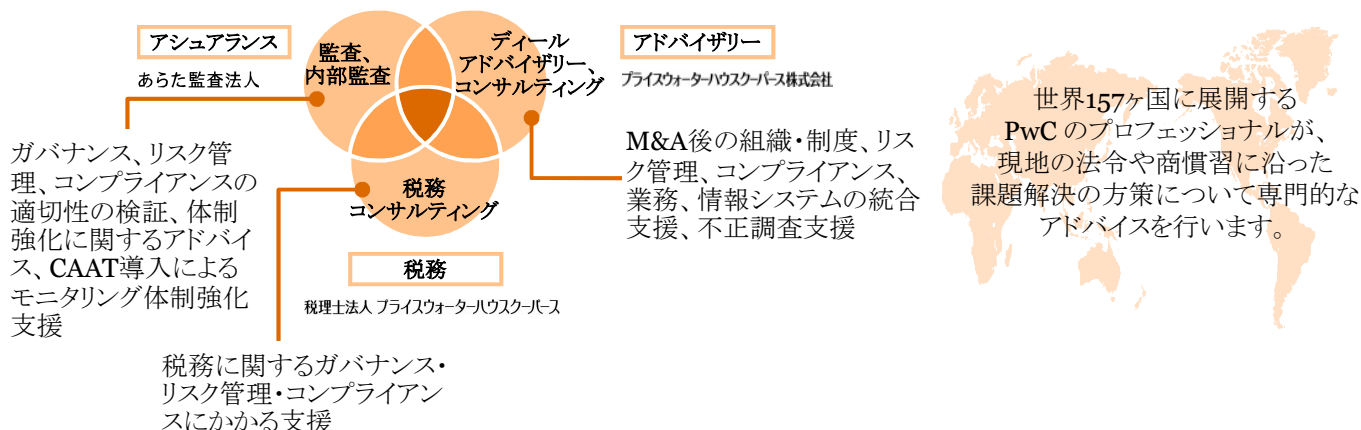 アシュアランス
あらた監査法人
監査、
内部監査
ディール
アドバイザリー、
コンサルティング
アドバイザリー
プライスウォーターハウスクーパース株式会社
税務
コンサルティング
税務
税理士法人 プライスウォーターハウスクーパース
ガバナンス、リスク管
理、コンプライアンスの
適切性の検証、体制
強化に関するアドバイ
ス、CAAT導入による
モニタリング体制強化
支援
M&A後の組織・制度、リス
ク管理、コンプライアンス、
業務、情報システムの統合
支援、不正調査支援
税務に関するガバナンス・
リスク管理・コンプライアン
スにかかる支援
世界157ヶ国に展開する
PwC のプロフェッショナルが、
現地の法令や商慣習に沿った
課題解決の方策について専門的な
アドバイスを行います。